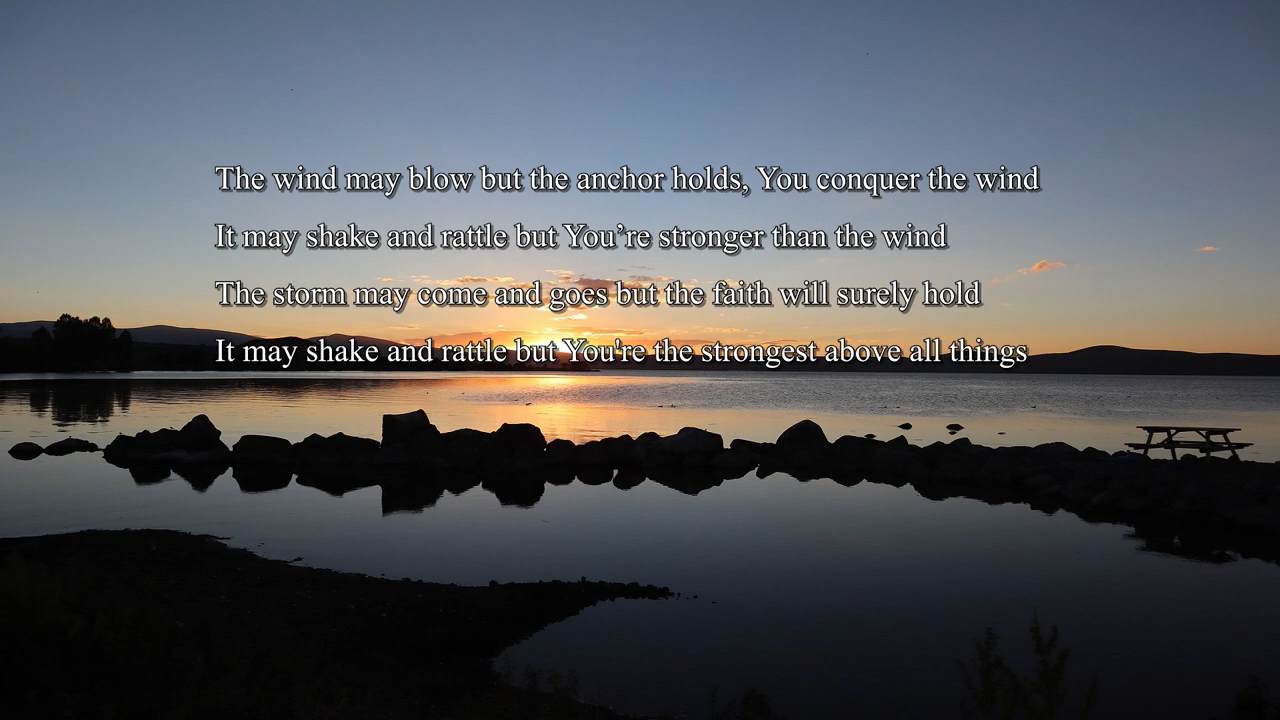 The wind may blow but the anchor holds, You conquer the wind
It may shake and rattle but You’re stronger than the wind
The storm may come and goes but the faith will surely hold
It may shake and rattle but You're the strongest above all things